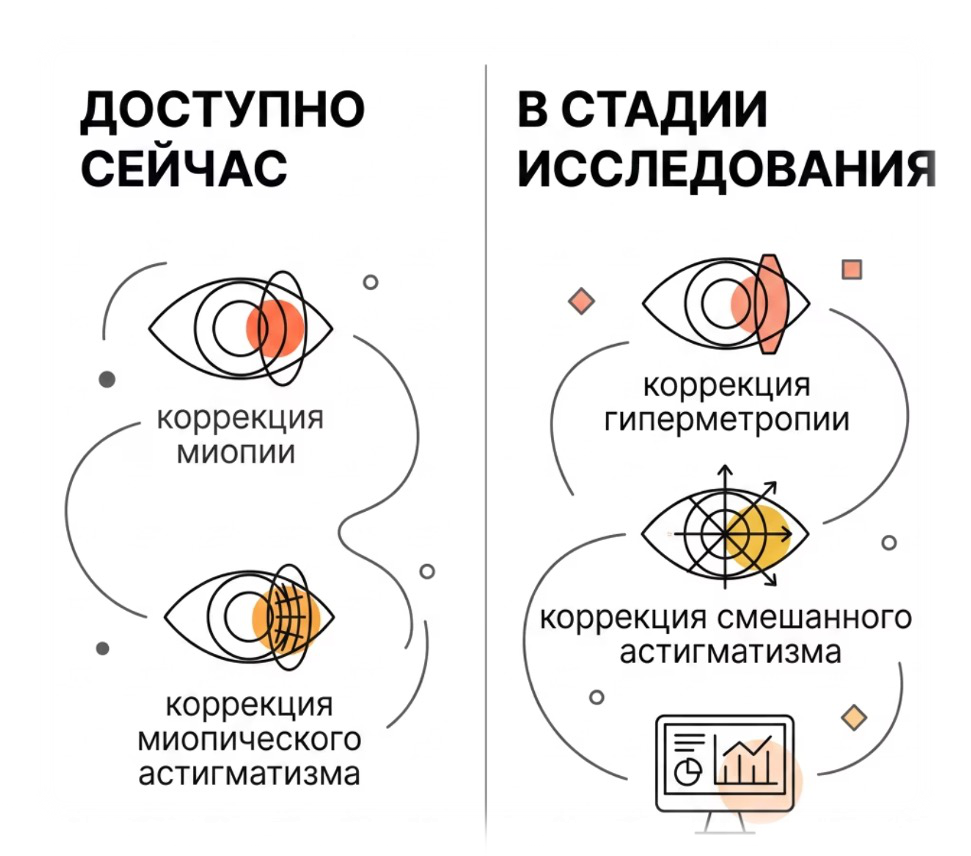 ДОСТУПНО
СЕЙЧАС
коррекция
миопии
коррекция
миопического
астигматизма
В СТАДИИ
ИССЛЕДОВАНИЯ
коррекция
гиперметропии
коррекция смешанного
астигматизма